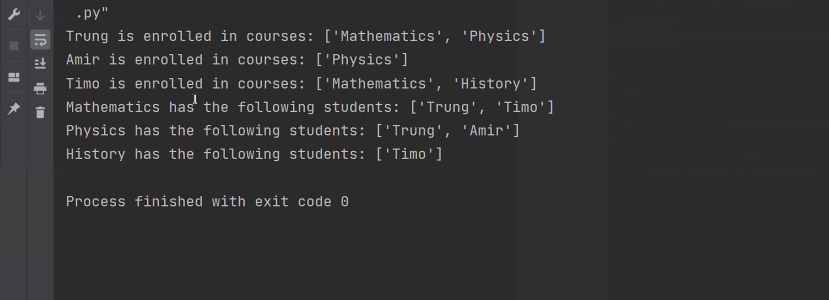 .py"
Trung is enrolled in courses: ['Mathematics', 'Physics']
Amir is enrolled in courses: ['Physics']
Timo is enrolled in courses: ['Mathematics', 'History']
Mathematics has the following students: ['Trung', 'Timo']
Physics has the following students: ['Trung', 'Amir']
History has the following students: ['Timo']
Process finished with exit code 0